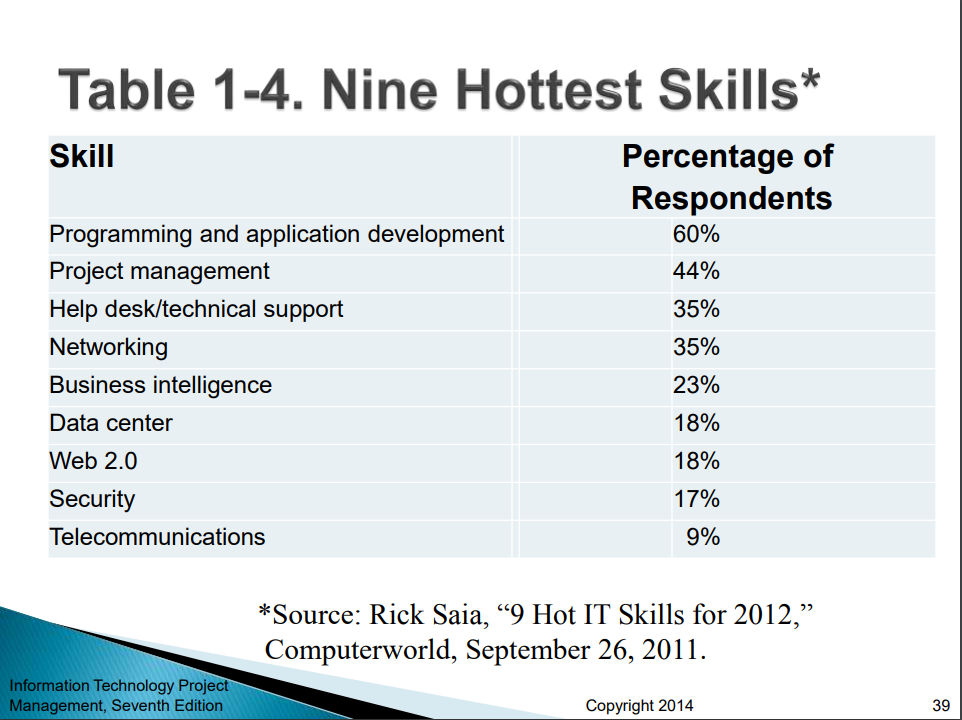 Table 1-4. Nine Hottest Skills*
Skill
Percentage of
Respondents
Programming and application development 60%
Project management 44%
Help desk/technical support 35%
Networking 35%
Business intelligence 23%
Data center 18%
Web 2.0 18%
Security 17%
Telecommunications 9%
*Source: Rick Saia, “9 Hot IT Skills for 2012,”
Computerworld, September 26, 2011.
Information Technology Project
Management, Seventh Edition
Copyright 2014
39